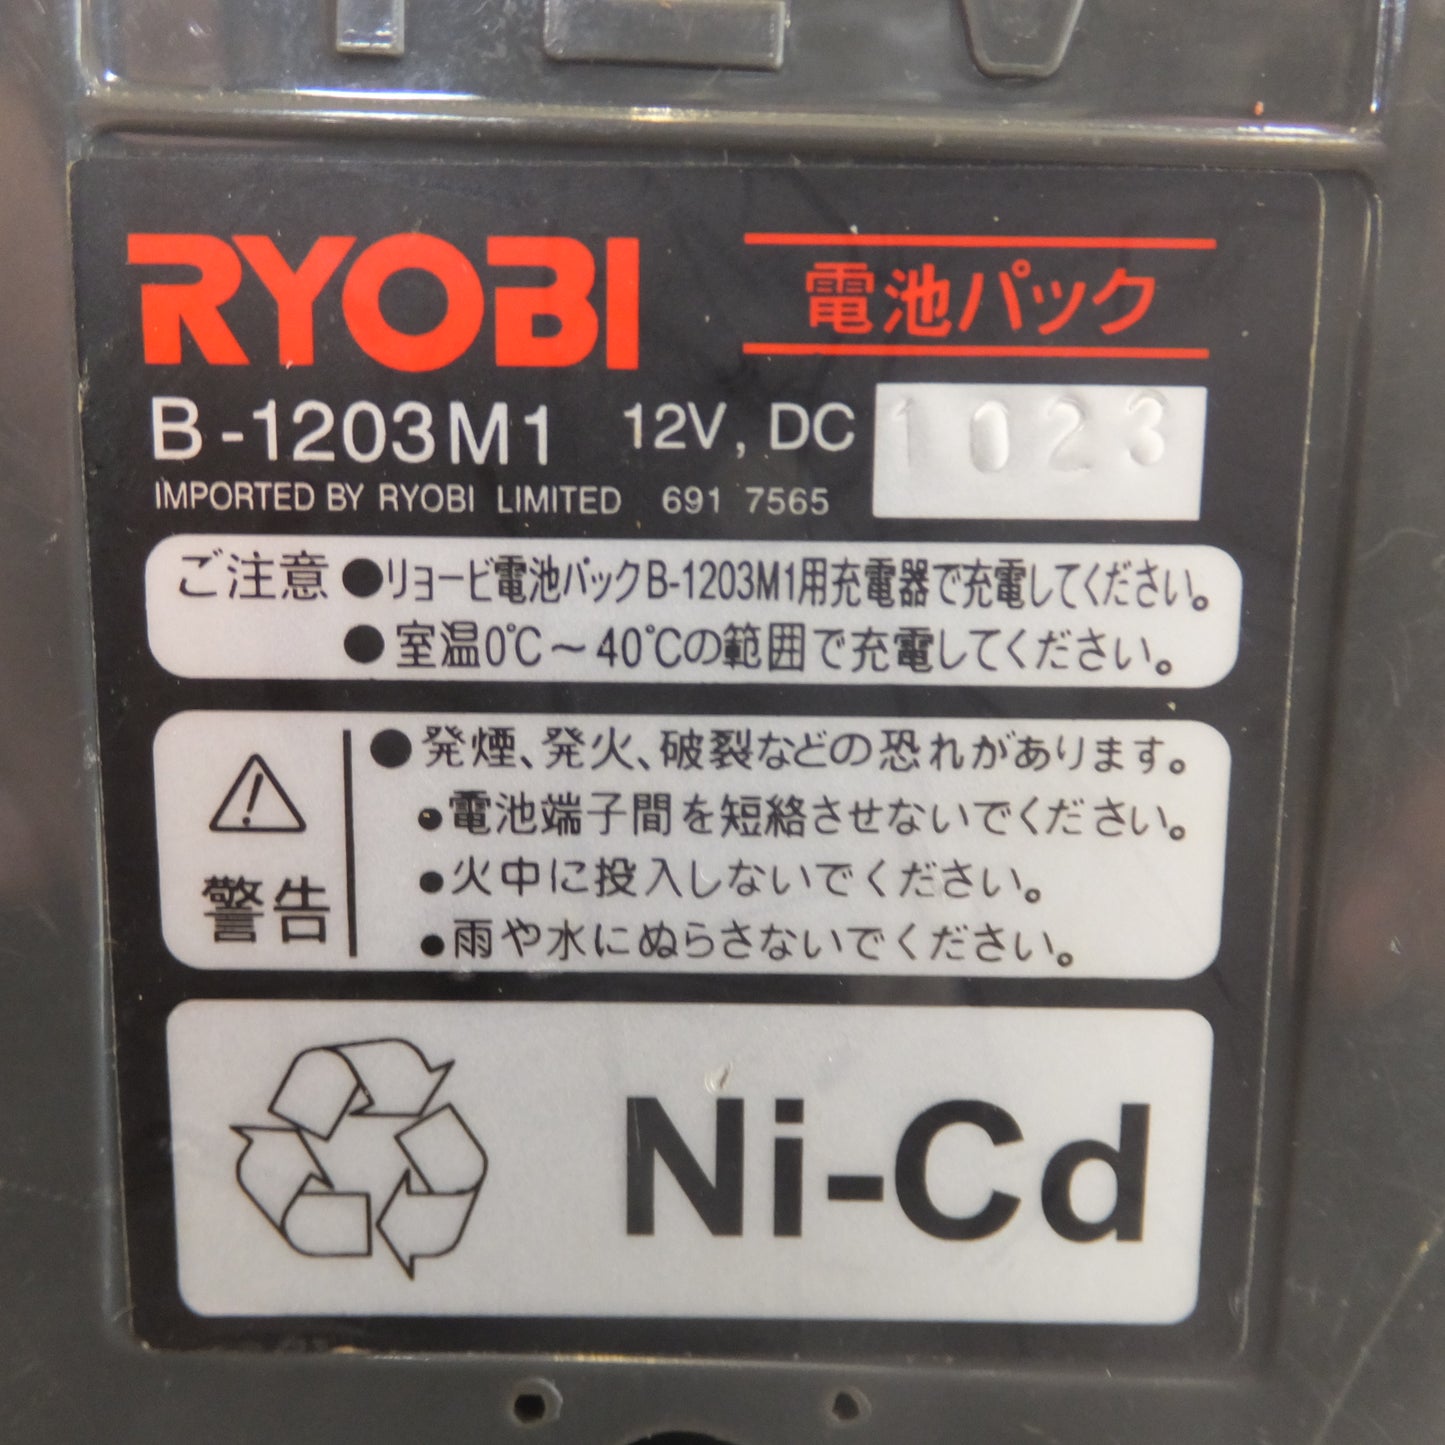 RYOBI
電池パック
B-1203M1 12V, DC 1023
IMPORTED BY RYOBI LIMITED 691 7565
ご注意 ●リョービ電池パックB-1203M1用充電器で充電してください。
●室温0℃～40℃の範囲で充電してください。
警告
●発煙、発火、破裂などの恐れがあります。
●電池端子間を短絡させないでください。
●火中に投入しないでください。
●雨や水にぬらさないでください。
Ni-Cd